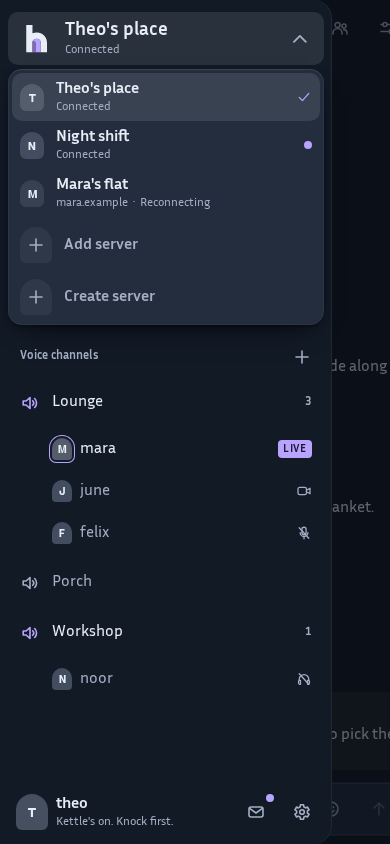 Theo's place
Connected
T
Theo's place
Connected
N
Night shift
Connected
M
Mara's flat
mara.example · Reconnecting
Add server
Create server
Voice channels
Lounge 3
M mara LIVE
J june
F felix
Porch
Workshop 1
N noor
T
theo
Kettle's on. Knock first.
de along
anket.
o pick the